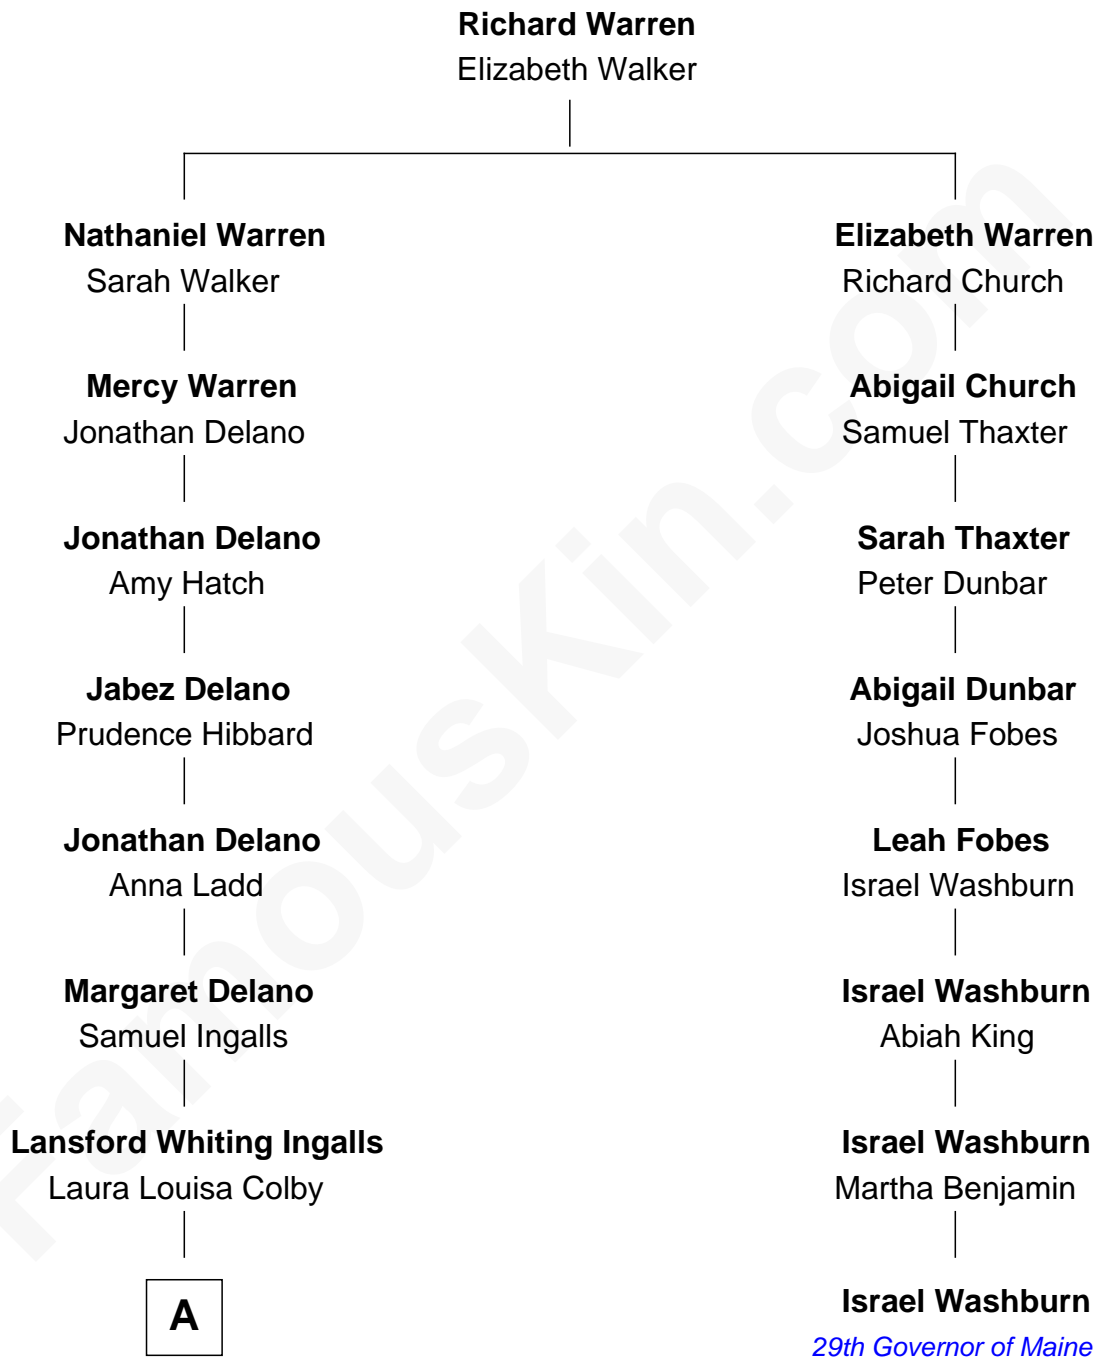 Richard Warren
Elizabeth Walker
Nathaniel Warren
Sarah Walker
Mercy Warren
Jonathan Delano
Jonathan Delano
Amy Hatch
Jabez Delano
Prudence Hibbard
Jonathan Delano
Anna Ladd
Margaret Delano
Samuel Ingalls
Lansford Whiting Ingalls
Laura Louisa Colby
A
Elizabeth Warren
Richard Church
Abigail Church
Samuel Thaxter
Sarah Thaxter
Peter Dunbar
Abigail Dunbar
Joshua Fobes
Leah Fobes
Israel Washburn
Israel Washburn
Abiah King
Israel Washburn
Martha Benjamin
Israel Washburn
29th Governor of Maine
FamousKin.com